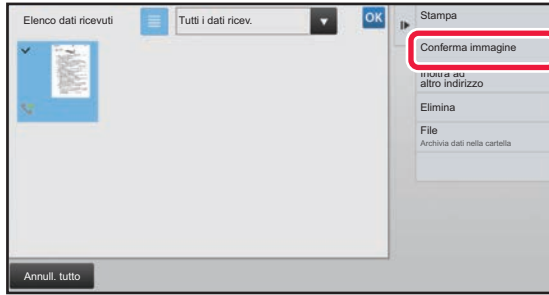 Elenco dati ricevuti
Tutti i dati ricev.
OK
Stampa
Conferma immagine
Inoltra ad
altro indirizzo
Elimina
File
Archivia dati nella cartella
Annull. tutto